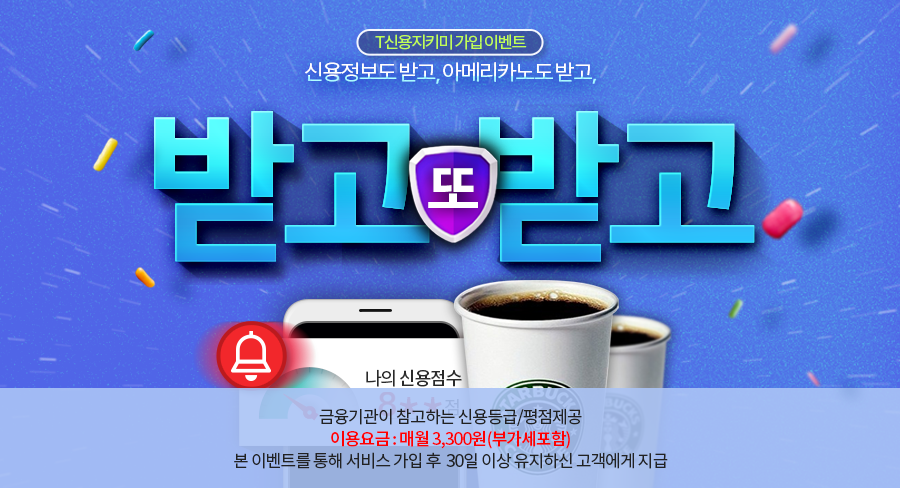 T신용지키미 가입 이벤트
신용정보도 받고, 아메리카노도 받고,
받고 또 받고
나의 신용점수
8**점
금융기관이 참고하는 신용등급/평점제공
이용요금 : 매월 3,300원(부가세포함)
본 이벤트를 통해 서비스 가입 후 30일 이상 유지하신 고객에게 지급